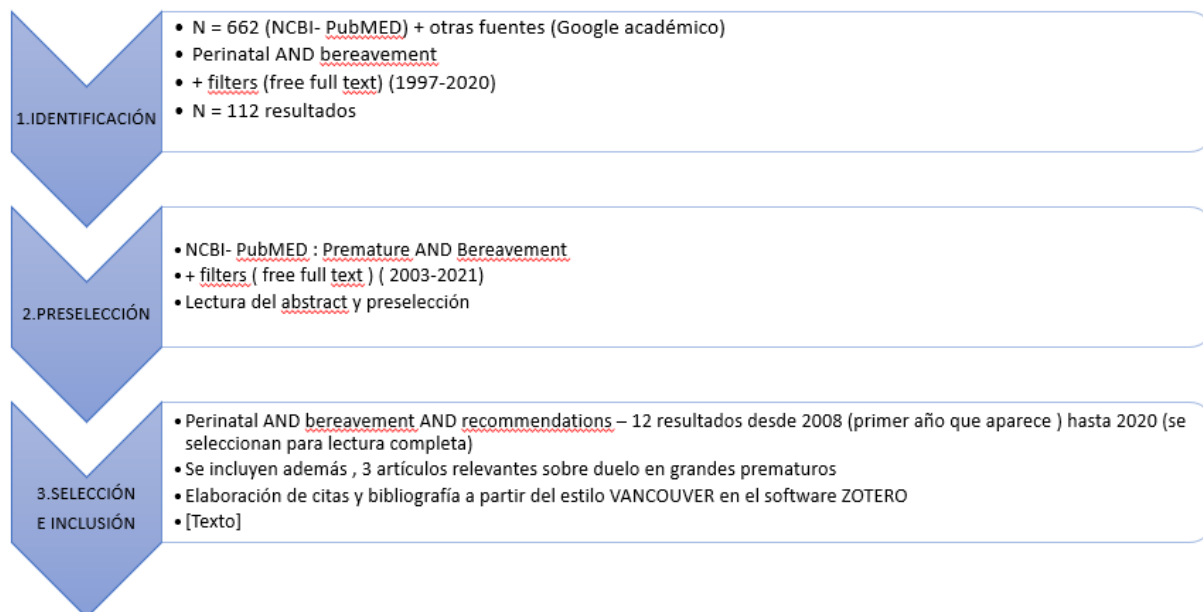 • N = 662 (NCBI- PubMED) + otras fuentes (Google académico)
• Perinatal AND bereavement
• + filters (free full text) (1997-2020)
• N = 112 resultados
1.IDENTIFICACIÓN
• NCBI- PubMED : Premature AND Bereavement
• + filters ( free full text ) ( 2003-2021)
• Lectura del abstract y preselección
2.PRESELECCIÓN
• Perinatal AND bereavement AND recommendations – 12 resultados desde 2008 (primer año que aparece ) hasta 2020 (se
seleccionan para lectura completa)
• Se incluyen además , 3 artículos relevantes sobre duelo en grandes prematuros
• Elaboración de citas y bibliografía a partir del estilo VANCOUVER en el software ZOTERO
• [Texto]
3.SELECCIÓN
E INCLUSIÓN